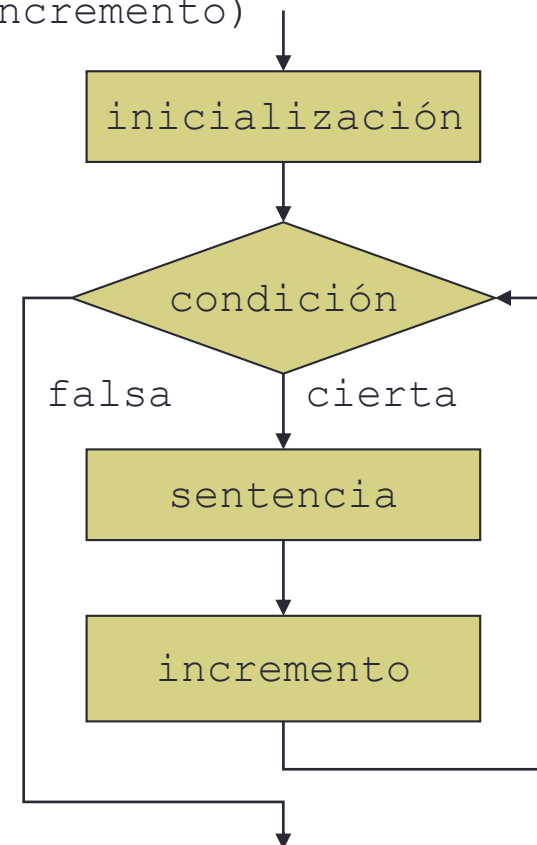 ncremento)
inicialización
condición
falsa
cierta
sentencia
incremento